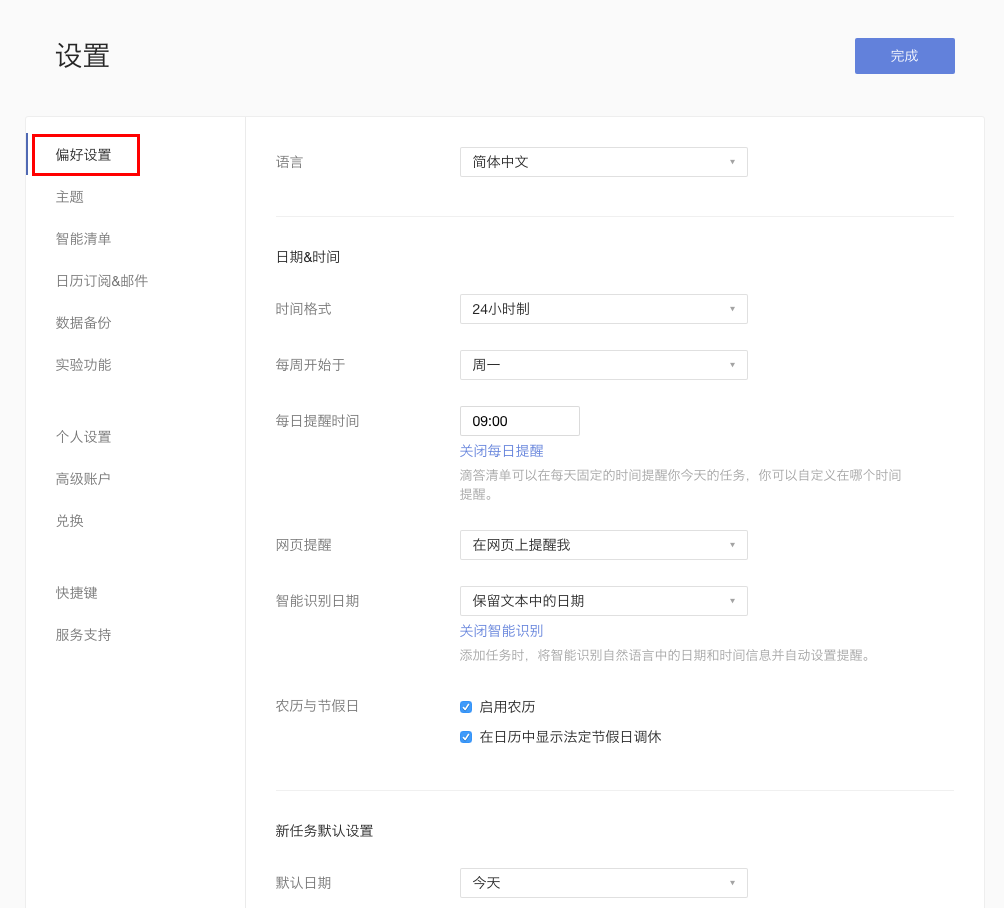 设置
完成
偏好设置
主题
智能清单
日历订阅&邮件
数据备份
实验功能
个人设置
高级账户
兑换
快捷键
服务支持
语言
简体中文
日期&时间
时间格式
24小时制
每周开始于
周一
每日提醒时间
09:00
关闭每日提醒
滴答清单可以在每天固定的时间提醒你今天的任务，你可以自定义在哪个时间
提醒。
网页提醒
在网页上提醒我
智能识别日期
保留文本中的日期
关闭智能识别
添加任务时，将智能识别自然语言中的日期和时间信息并自动设置提醒。
农历与节假日
启用农历
在日历中显示法定节假日调休
新任务默认设置
默认日期
今天